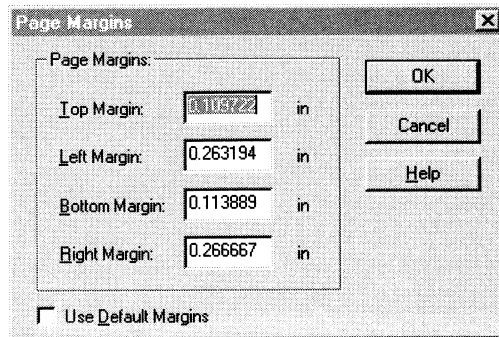 Page Margins
Page Margins:
Top Margin: 0.109722 in
Left Margin: 0.263194 in
Bottom Margin: 0.113889 in
Right Margin: 0.266667 in
Use Default Margins
OK
Cancel
Help